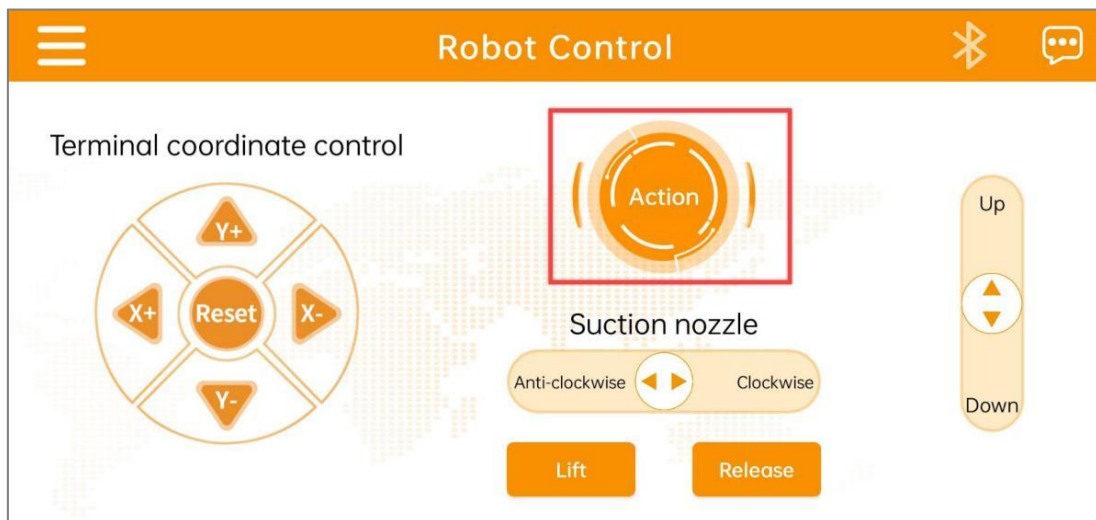 Robot Control
Terminal coordinate control
Y+
X+
Reset
X-
Y-
Action
Suction nozzle
Anti-clockwise
Clockwise
Lift
Release
Up
Down